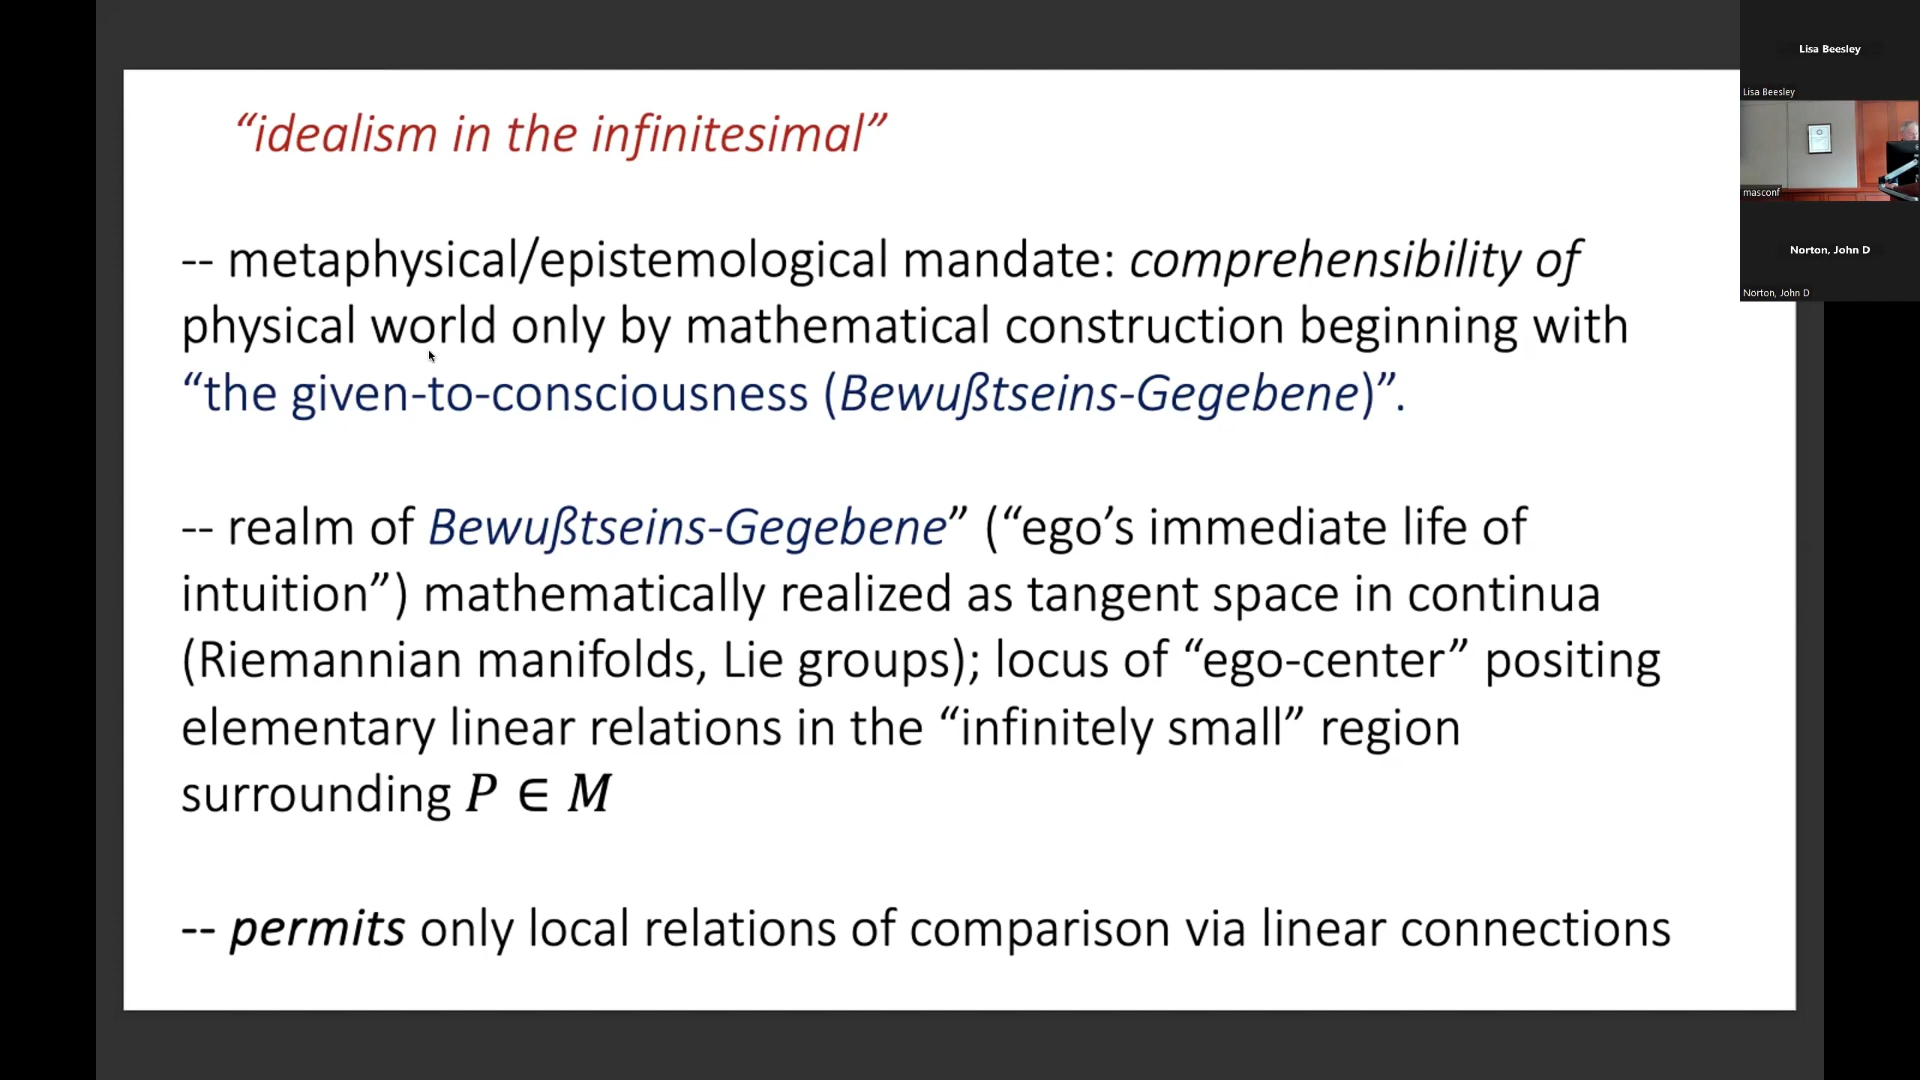 “idealism in the infinitesimal”
-- metaphysical/epistemological mandate: comprehensibility of
physical world only by mathematical construction beginning with
“the given-to-consciousness (Bewußtseins-Gegebene)”.
-- realm of Bewußtseins-Gegebene” (“ego’s immediate life of
intuition”) mathematically realized as tangent space in continua
(Riemannian manifolds, Lie groups); locus of “ego-center” positing
elementary linear relations in the “infinitely small” region
surrounding P ∈ M
-- permits only local relations of comparison via linear connections
Lisa Beesley
Lisa Beesley
masconf
Norton, John D
Norton, John D